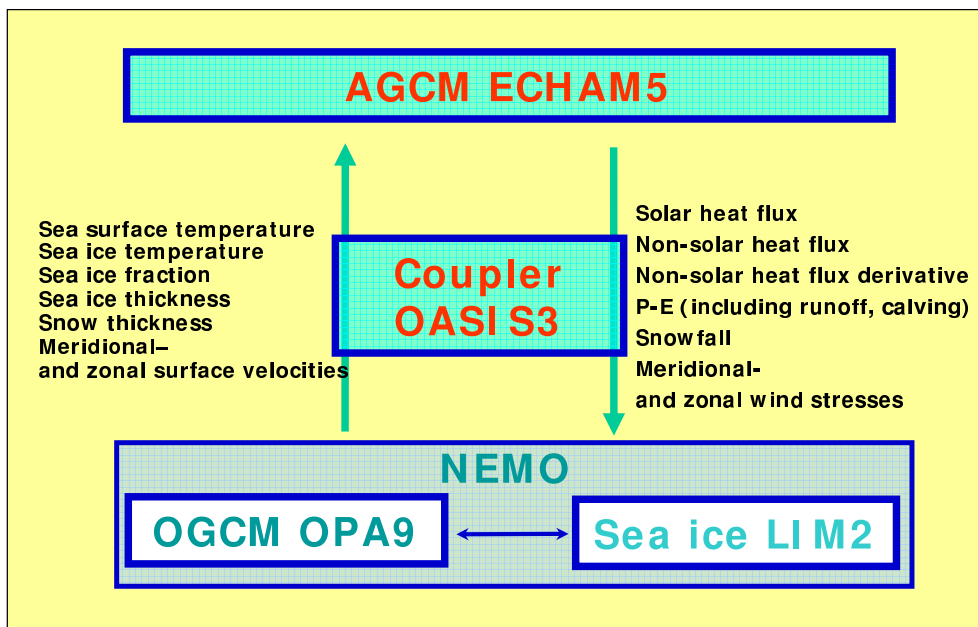 AGCM ECHAM5
Sea surface temperature
Sea ice temperature
Sea ice fraction
Sea ice thickness
Snow thickness
Meridional–
and zonal surface velocities
Coupler
OASIS3
Solar heat flux
Non-solar heat flux
Non-solar heat flux derivative
P-E (including runoff, calving)
Snowfall
Meridional-
and zonal wind stresses
NEMO
OGCM OPA9
Sea ice LIM2